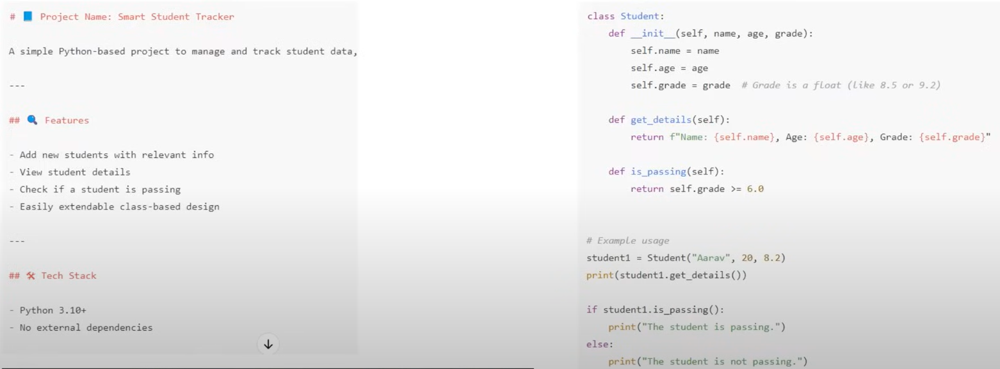 # 📘 Project Name: Smart Student Tracker
A simple Python-based project to manage and track student data,
---
## 🔍 Features
- Add new students with relevant info
- View student details
- Check if a student is passing
- Easily extendable class-based design
---
## 🛠 Tech Stack
- Python 3.10+
- No external dependencies
class Student:
    def __init__(self, name, age, grade):
        self.name = name
        self.age = age
        self.grade = grade  # Grade is a float (like 8.5 or 9.2)
    def get_details(self):
        return f"Name: {self.name}, Age: {self.age}, Grade: {self.grade}"
    def is_passing(self):
        return self.grade >= 6.0
# Example usage
student1 = Student("Aarav", 20, 8.2)
print(student1.get_details())
if student1.is_passing():
    print("The student is passing.")
else:
    print("The student is not passing.")